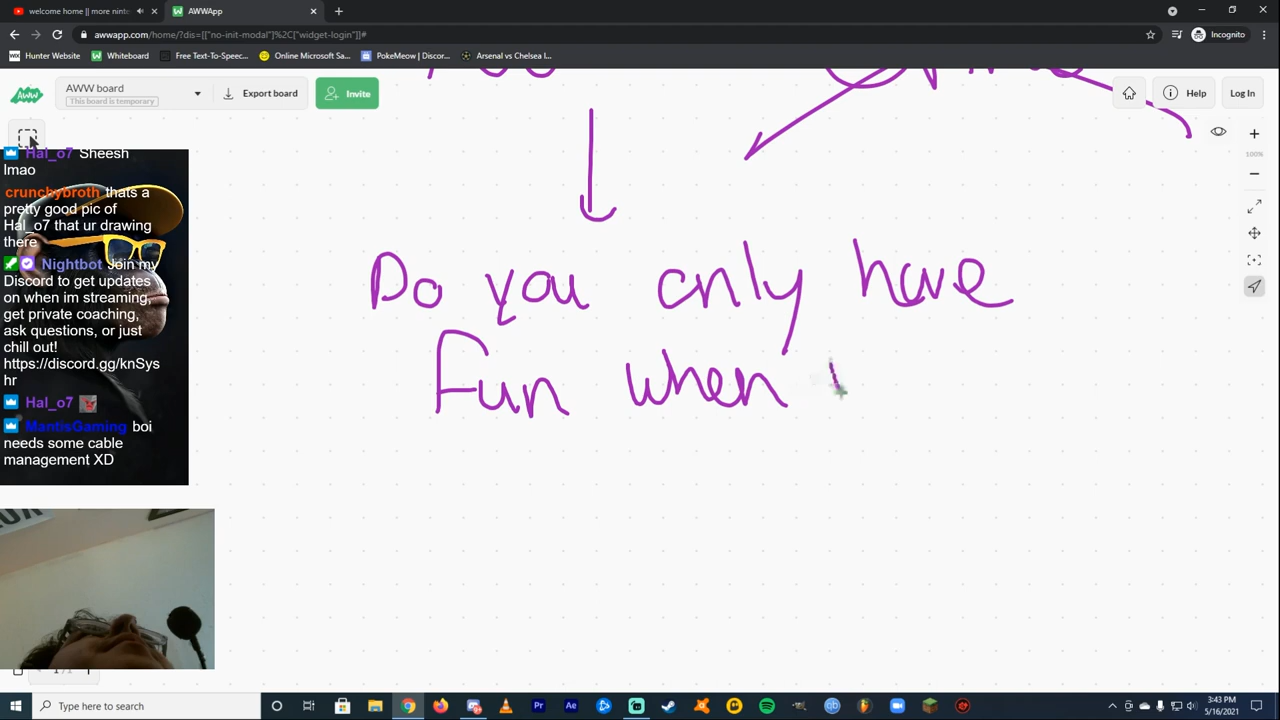 welcome home || more ninte
AWWApp
awwapp.com/home/?dis=[["no-init-modal"}%2C["widget-login"]]#
Incognito
Hunter Website
Whiteboard
Free Text-To-Speec...
Online Microsoft Sa...
PokeMeow | Discor...
Arsenal vs Chelsea l...
AWW
AWW board
This board is temporary
Export board
Invite
Help
Log In
100%
Hal_o7 Sheesh
lmao
crunchybroth thats a
pretty good pic of
Hal_o7 that ur drawing
there
Nightbot Join my
Discord to get updates
on when im streaming,
get private coaching,
ask questions, or just
chill out!
https://discord.gg/knSys
hr
Hal_o7
MantisGaming boi
needs some cable
management XD
Do you only have
Fun when
1 / 1
Type here to search
3:43 PM
5/16/2021